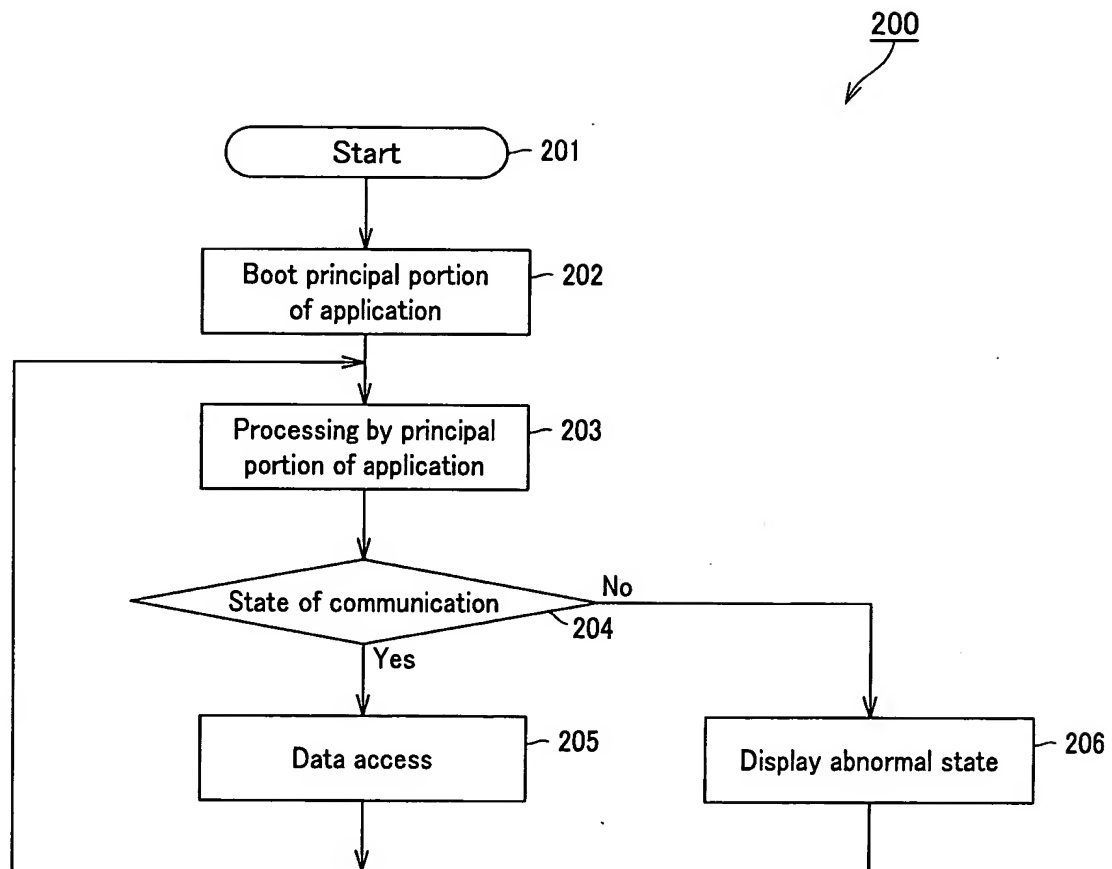 200
Start
201
Boot principal portion
of application
202
Processing by principal
portion of application
203
State of communication
204
No
Yes
Data access
205
Display abnormal state
206